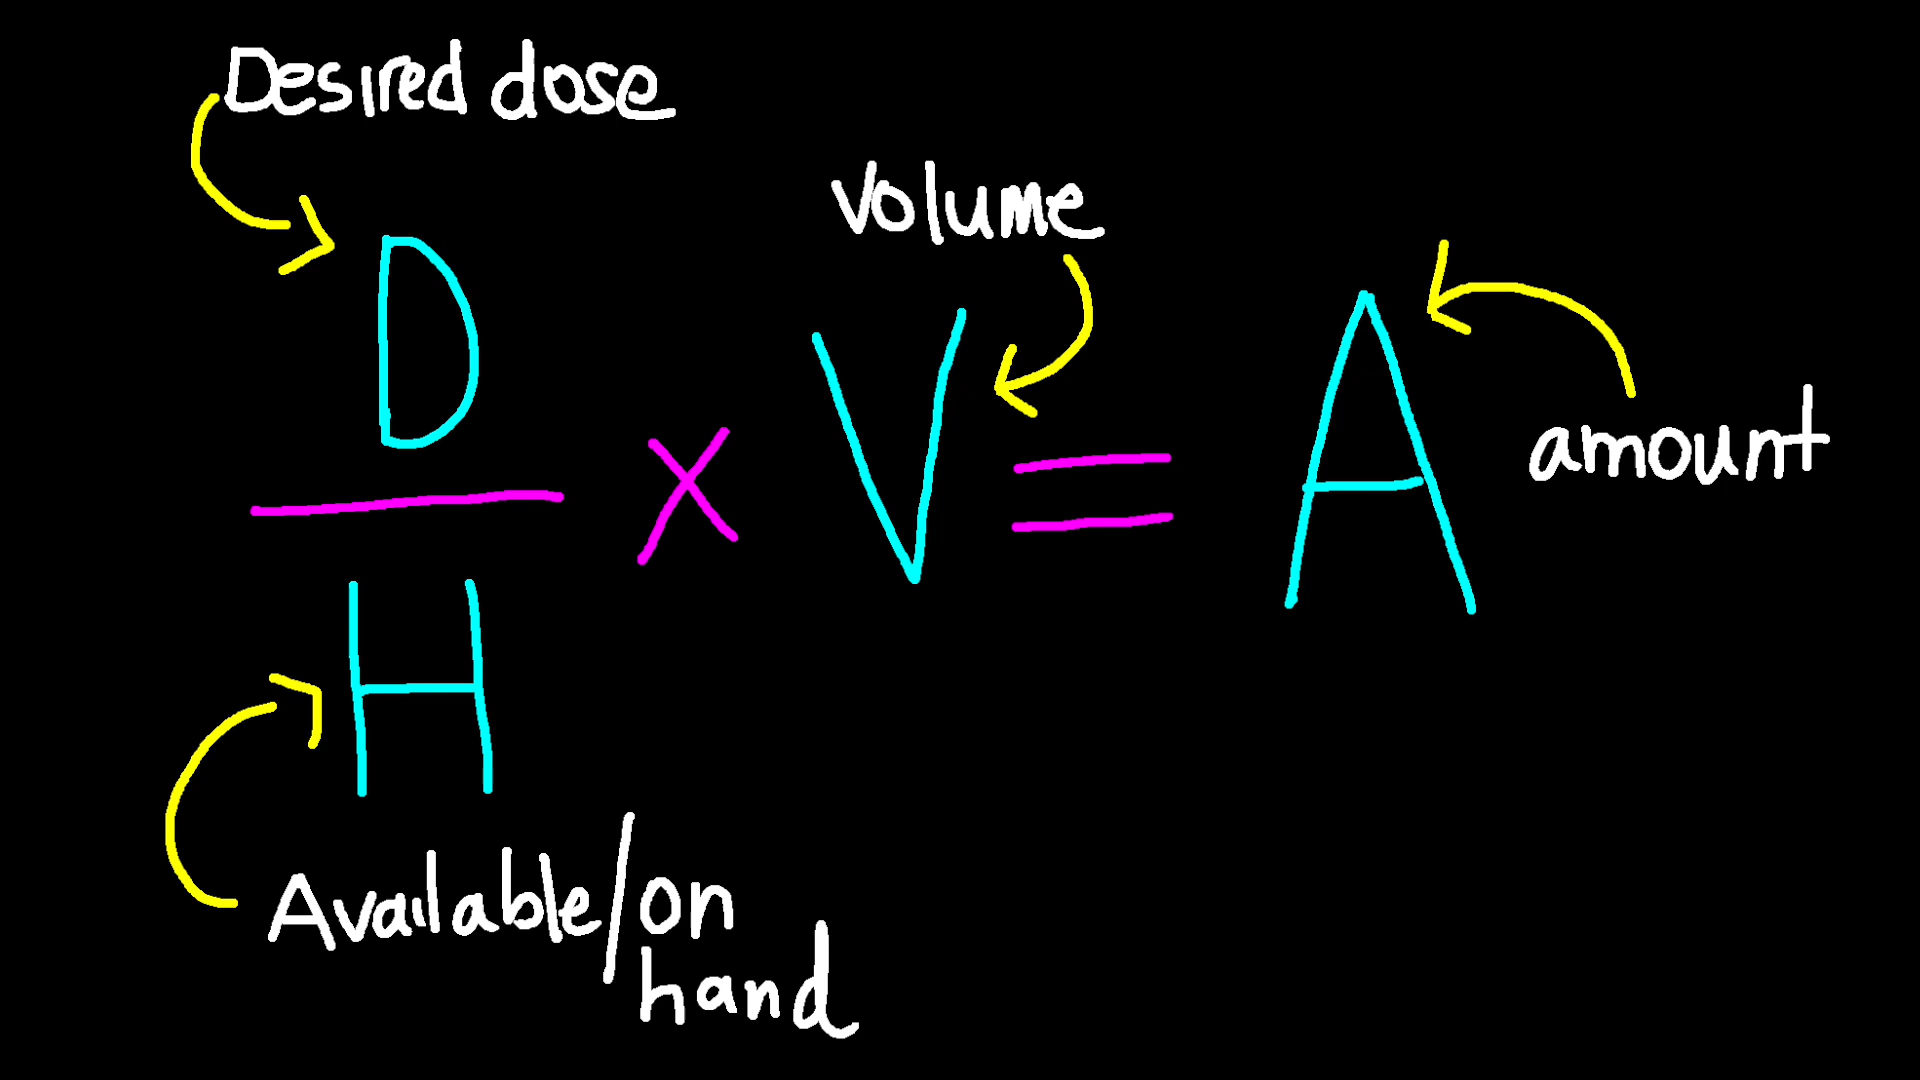 Desired dose
volume
D
x V = A
amount
H
Available/on
hand